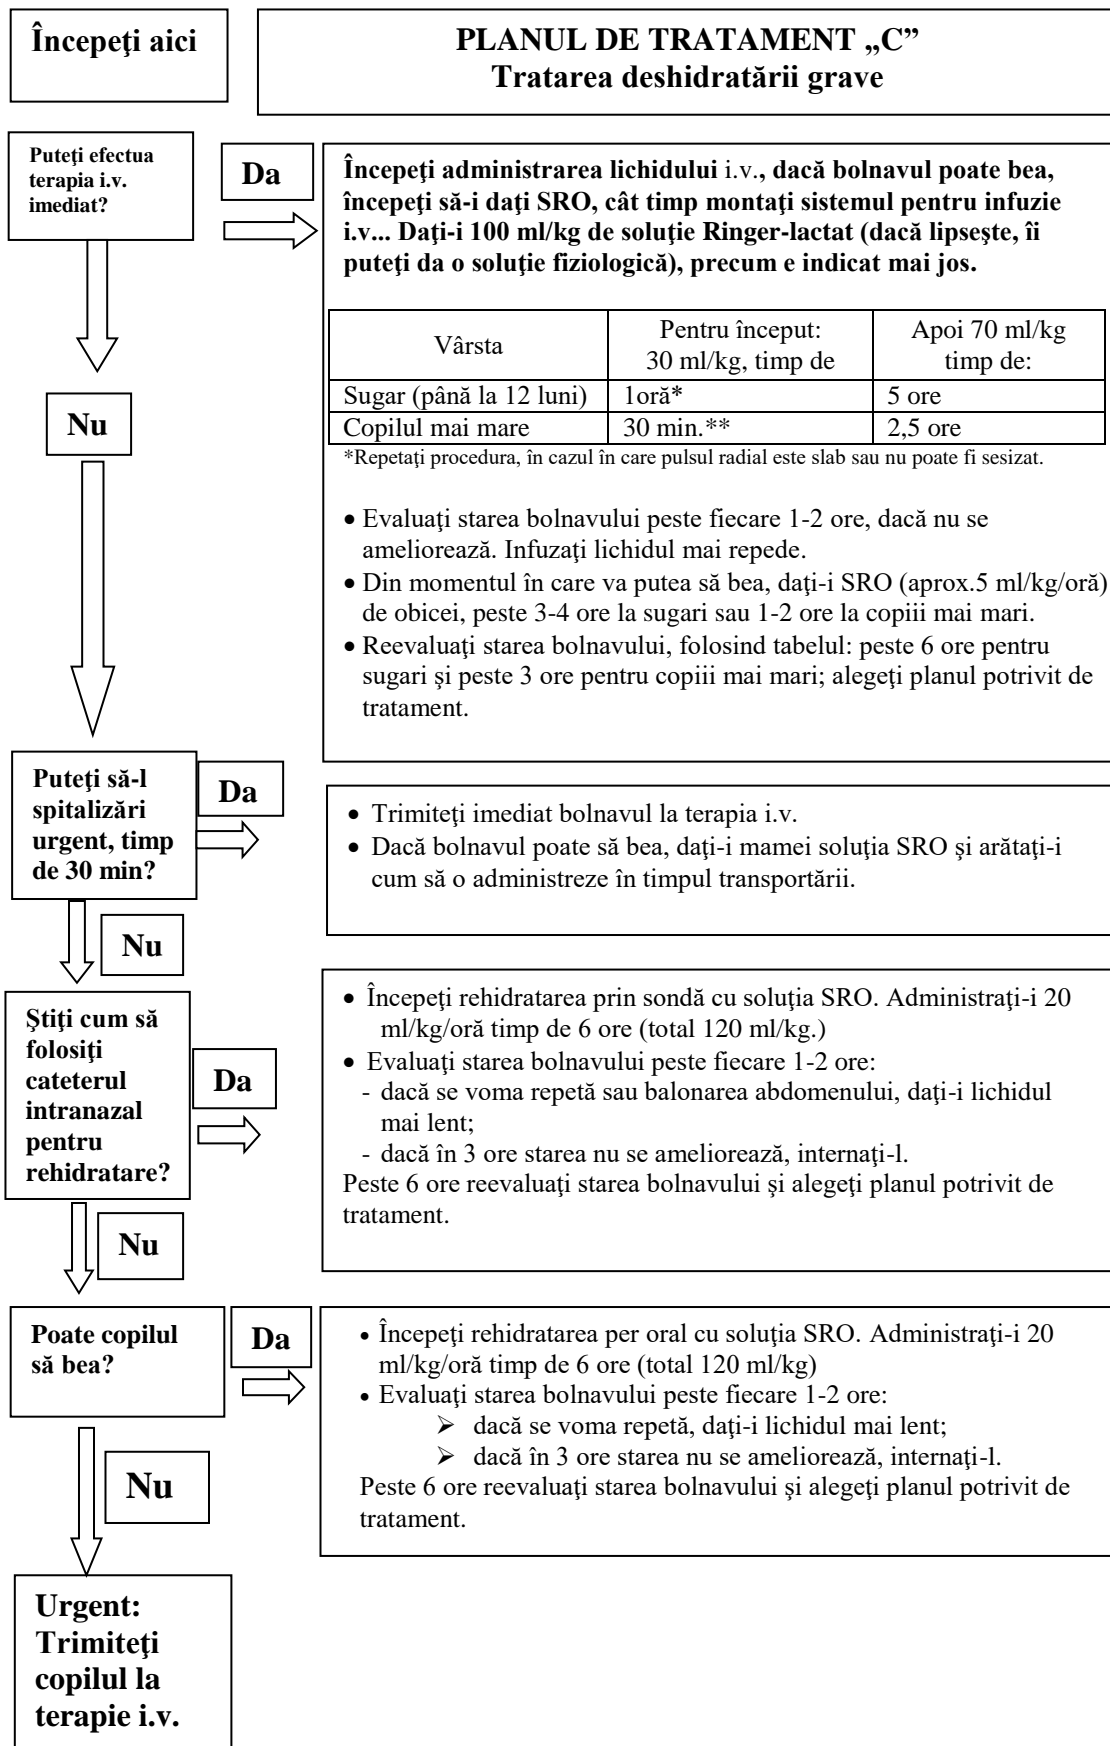 Începeţi aici
PLANUL DE TRATAMENT „C”
Tratarea deshidratării grave
Puteţi efectua
terapia i.v.
imediat?
Da
Începeţi administrarea lichidului i.v., dacă bolnavul poate bea,
începeţi să-i daţi SRO, cât timp montaţi sistemul pentru infuzie
i.v... Daţi-i 100 ml/kg de soluţie Ringer-lactat (dacă lipseşte, îi
puteţi da o soluţie fiziologică), precum e indicat mai jos.
Vârsta
Pentru început:
30 ml/kg, timp de
Apoi 70 ml/kg
timp de:
Sugar (până la 12 luni) 1oră* 5 ore
Copilul mai mare 30 min.** 2,5 ore
*Repetaţi procedura, în cazul în care pulsul radial este slab sau nu poate fi sesizat.
• Evaluaţi starea bolnavului peste fiecare 1-2 ore, dacă nu se
ameliorează. Infuzaţi lichidul mai repede.
• Din momentul în care va putea să bea, daţi-i SRO (aprox.5 ml/kg/oră)
de obicei, peste 3-4 ore la sugari sau 1-2 ore la copiii mai mari.
• Reevaluaţi starea bolnavului, folosind tabelul: peste 6 ore pentru
sugari şi peste 3 ore pentru copiii mai mari; alegeţi planul potrivit de
tratament.
Nu
Puteţi să-l
spitalizări
urgent, timp
de 30 min?
Da
• Trimiteţi imediat bolnavul la terapia i.v.
• Dacă bolnavul poate să bea, daţi-i mamei soluţia SRO şi arătaţi-i
cum să o administreze în timpul transportării.
Nu
Ştiţi cum să
folosiţi
cateterul
intranazal
pentru
rehidratare?
Da
• Începeţi rehidratarea prin sondă cu soluţia SRO. Administraţi-i 20
ml/kg/oră timp de 6 ore (total 120 ml/kg.)
• Evaluaţi starea bolnavului peste fiecare 1-2 ore:
- dacă se voma repetă sau balonarea abdomenului, daţi-i lichidul
mai lent;
- dacă în 3 ore starea nu se ameliorează, internaţi-l.
Peste 6 ore reevaluaţi starea bolnavului şi alegeţi planul potrivit de
tratament.
Nu
Poate copilul
să bea?
Da
• Începeţi rehidratarea per oral cu soluţia SRO. Administraţi-i 20
ml/kg/oră timp de 6 ore (total 120 ml/kg)
• Evaluaţi starea bolnavului peste fiecare 1-2 ore:
➢ dacă se voma repetă, daţi-i lichidul mai lent;
➢ dacă în 3 ore starea nu se ameliorează, internaţi-l.
Peste 6 ore reevaluaţi starea bolnavului şi alegeţi planul potrivit de
tratament.
Nu
Urgent:
Trimiteţi
copilul la
terapie i.v.